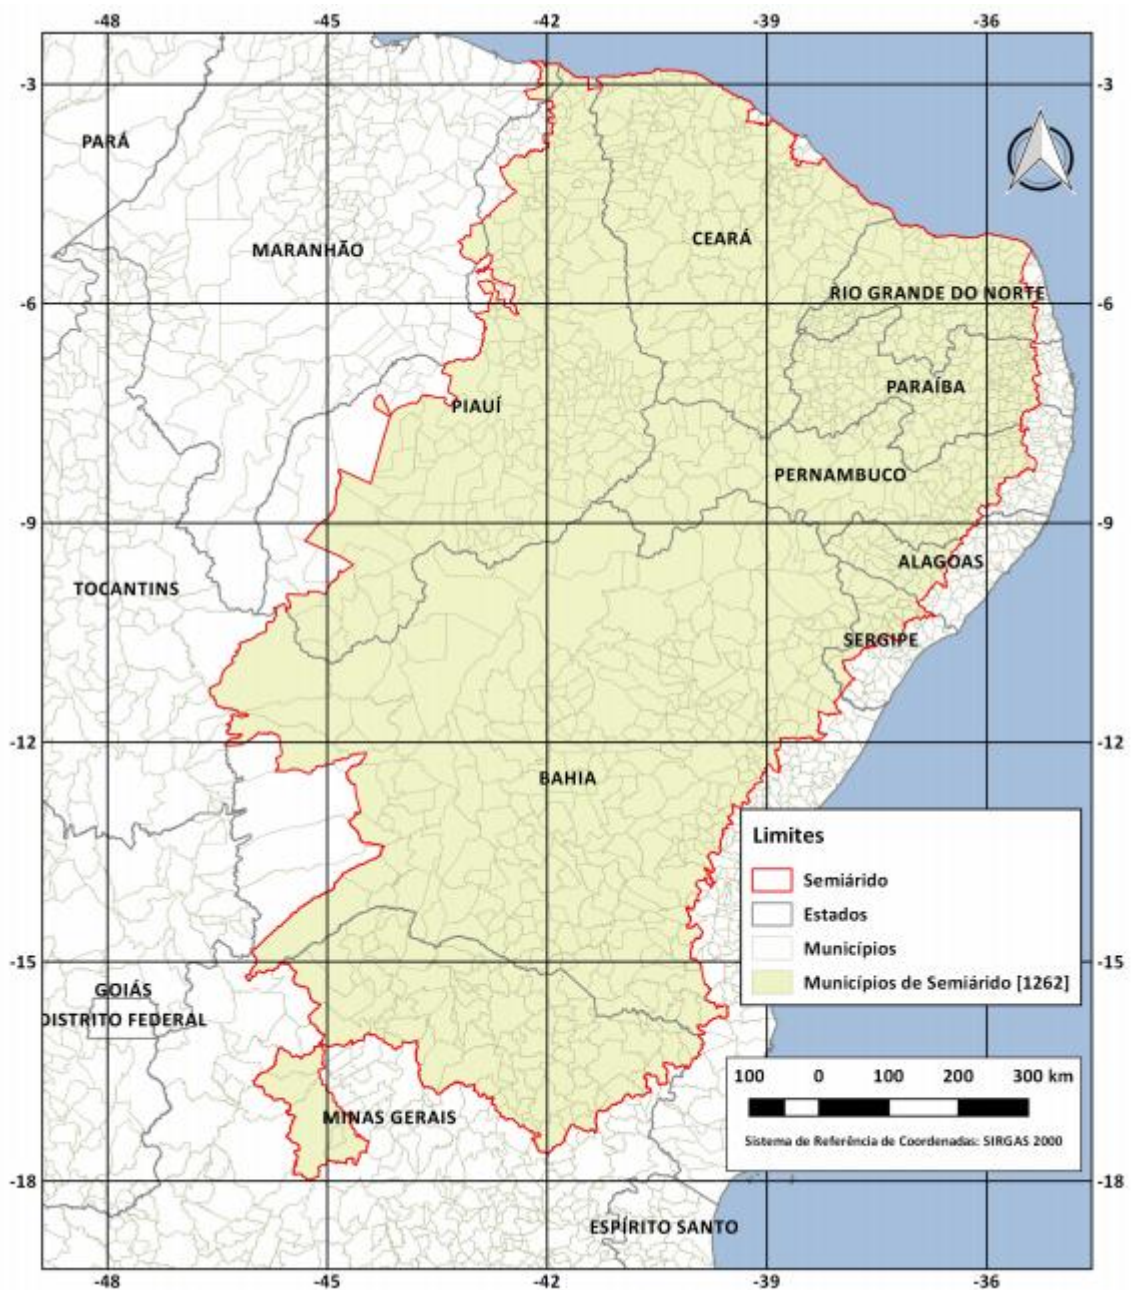 -48 -45 -42 -39 -36
-3 -3
PARÁ
MARANHÃO
CEARÁ
RIO GRANDE DO NORTE
-6 -6
PARAÍBA
PIAUÍ
PERNAMBUCO
-9 -9
ALAGOAS
TOCANTINS
SERGIPE
-12 -12
BAHIA
Limites
Semiárido
Estados
Municípios
-15 -15
Municípios de Semiárido [1262]
GOIÁS
DISTRITO FEDERAL
100 0 100 200 300 km
MINAS GERAIS
Sistema de Referência de Coordenadas: SIRGAS 2000
-18 -18
ESPÍRITO SANTO
-48 -45 -42 -39 -36